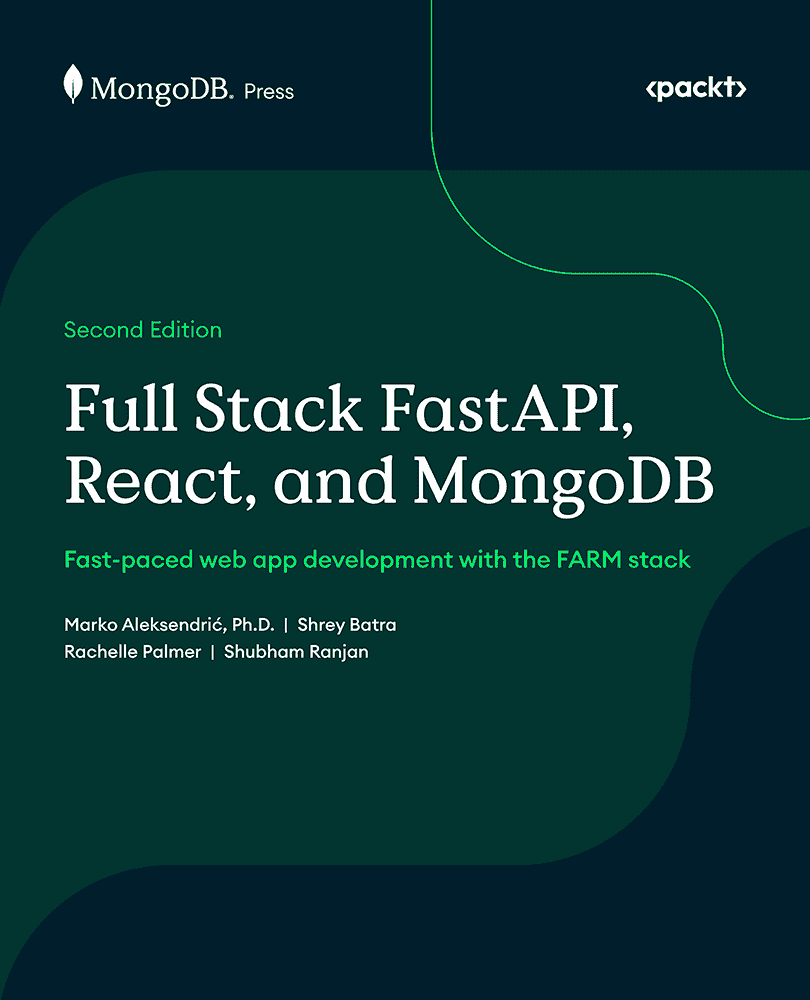 MongoDB. Press
<packt>
Second Edition
Full Stack FastAPI,
React, and MongoDB
Fast-paced web app development with the FARM stack
Marko Aleksendrić, Ph.D. | Shrey Batra
Rachelle Palmer | Shubham Ranjan